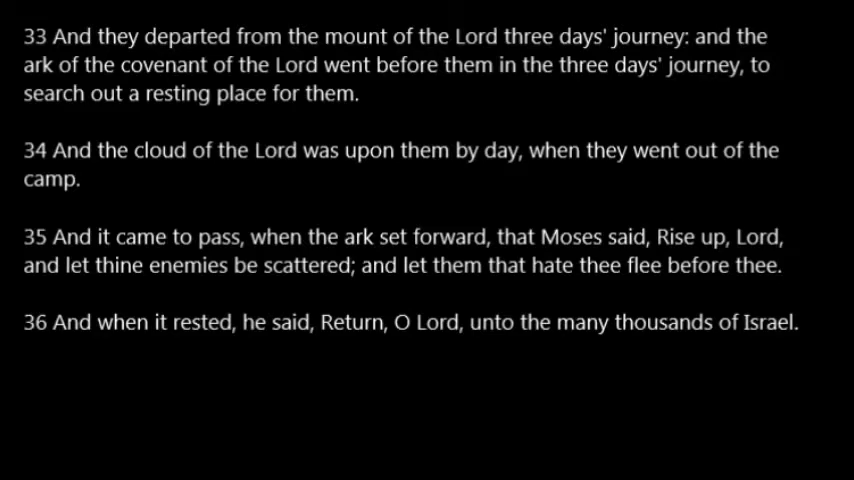 33 And they departed from the mount of the Lord three days' journey: and the
ark of the covenant of the Lord went before them in the three days' journey, to
search out a resting place for them.
34 And the cloud of the Lord was upon them by day, when they went out of the
camp.
35 And it came to pass, when the ark set forward, that Moses said, Rise up, Lord,
and let thine enemies be scattered; and let them that hate thee flee before thee.
36 And when it rested, he said, Return, O Lord, unto the many thousands of Israel.